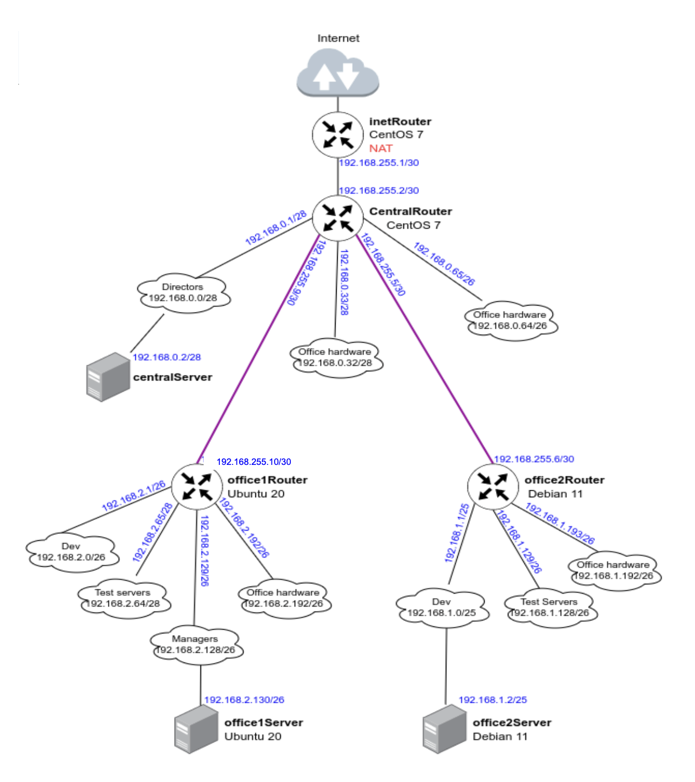 Internet
inetRouter
CentOS 7
NAT
192.168.255.1/30
192.168.255.2/30
CentralRouter
CentOS 7
192.168.0.1/28
192.168.255.9/30
192.168.0.33/28
192.168.255.5/30
192.168.0.65/26
Directors
192.168.0.0/28
Office hardware
192.168.0.64/26
Office hardware
192.168.0.32/28
192.168.0.2/28
centralServer
192.168.255.10/30
office1Router
Ubuntu 20
192.168.255.6/30
office2Router
Debian 11
192.168.2.1/26
192.168.2.65/28
192.168.2.129/26
192.168.2.192/26
192.168.1.1/25
192.168.1.129/26
192.168.1.193/26
Dev
192.168.2.0/26
Test servers
192.168.2.64/28
Office hardware
192.168.2.192/26
Managers
192.168.2.128/26
Dev
192.168.1.0/25
Test Servers
192.168.1.128/26
Office hardware
192.168.1.192/26
192.168.2.130/26
office1Server
Ubuntu 20
192.168.1.2/25
office2Server
Debian 11